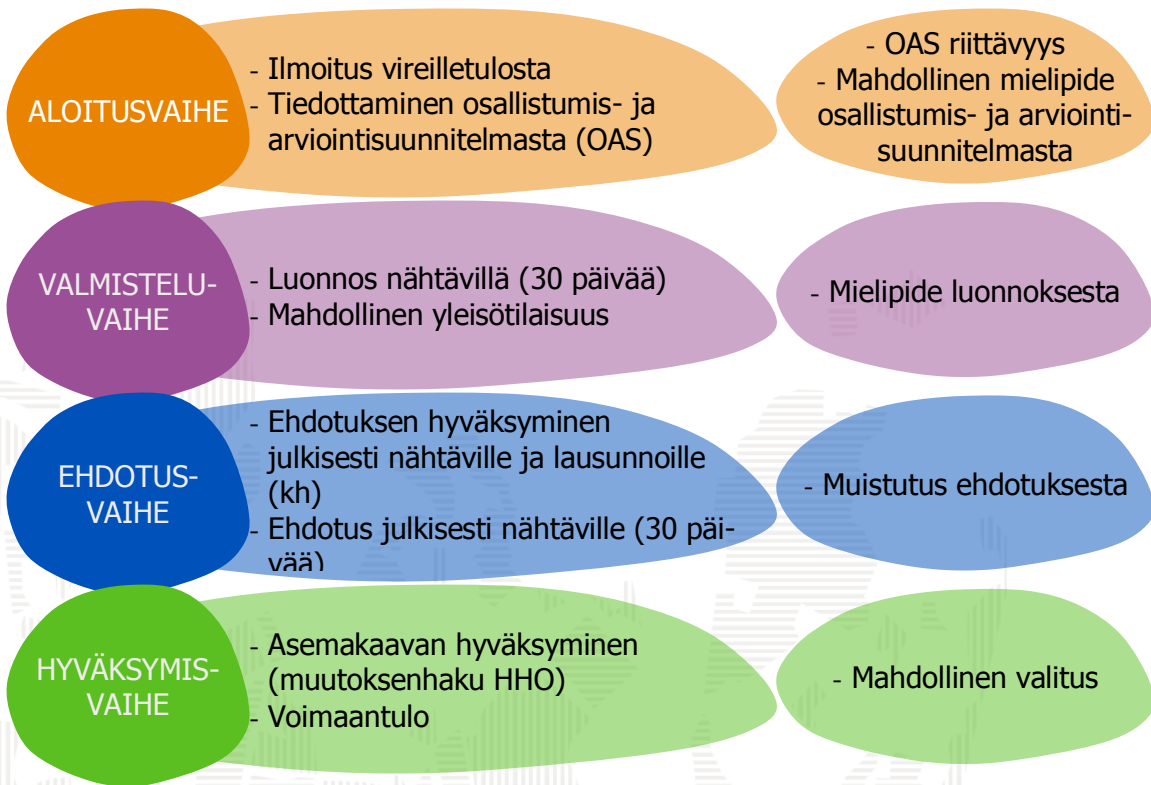 ALOITUSVAIHE
- Ilmoitus vireilletulosta
- Tiedottaminen osallistumis- ja
arviointisuunnitelmasta (OAS)
- OAS riittävyys
- Mahdollinen mielipide
osallistumis- ja arviointi-
suunnitelmasta
VALMISTELU-
VAIHE
- Luonnos nähtävillä (30 päivää)
- Mahdollinen yleisötilaisuus
- Mielipide luonnoksesta
EHDOTUS-
VAIHE
- Ehdotuksen hyväksyminen
julkisesti nähtäville ja lausunnoille
(kh)
- Ehdotus julkisesti nähtäville (30 päi-
vää)
- Muistutus ehdotuksesta
HYVÄKSYMIS-
VAIHE
- Asemakaavan hyväksyminen
(muutoksenhaku HHO)
- Voimaantulo
- Mahdollinen valitus